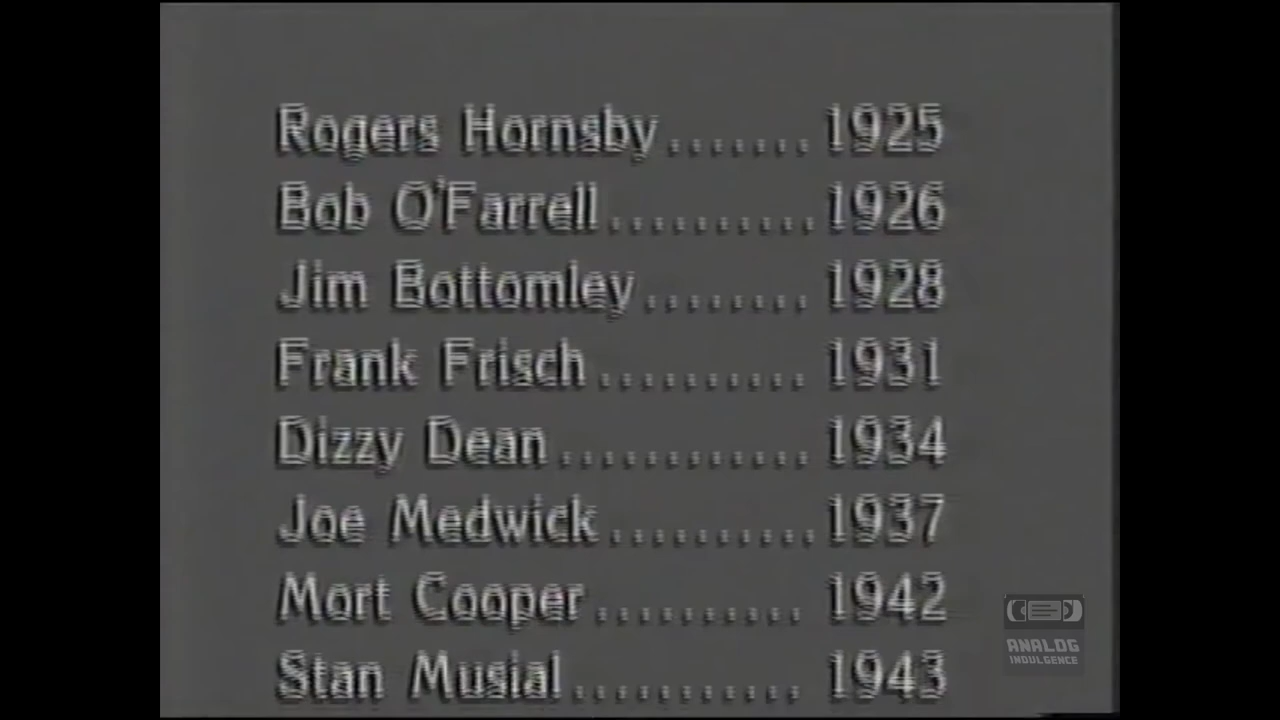 Rogers Hornsby....... 1925
Bob O'Farrell.......... 1926
Jim Bottomley........ 1928
Frank Frisch.......... 1931
Dizzy Dean............ 1934
Joe Medwick.......... 1937
Mort Cooper.......... 1942
Stan Musial........... 1943
ANALOG
INDULGENCE